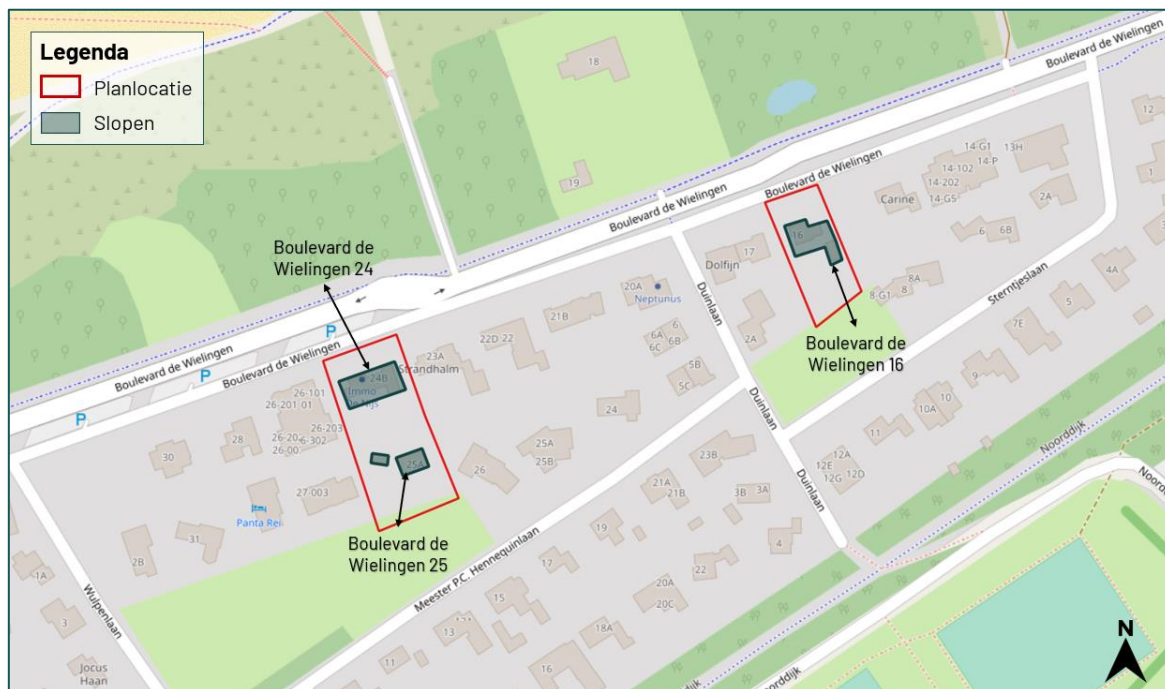 Legenda
Planlocatie
Slopen
Boulevard de Wielingen
18
19
Boulevard de Wielingen
Boulevard de Wielingen
12
14-G1
13H
14-P
14-102
14-202
14-G5
Carine
2A
1
6
6B
16
17
Dolfijn
Boulevard de
Wielingen 24
20A
Neptunus
Duinlaan
8-G1
8
8A
Sterntjeslaan
4A
5
7E
Boulevard de
Wielingen 16
2A
21B
22D
22
6
6A
6B
6C
5B
5C
P
P
P
Boulevard de Wielingen
Boulevard de Wielingen
23A
Strandhalm
24B
Immo
De Nijs
26-101
26-201
01
26-203
28
30
24
9
10
10A
11
Duinlaan
Noorddijk
Noorddijk
25A
26
25A
25B
23B
12A
12E
12D
12G
27-003
Panta Rei
31
2B
21A
21B
3B
3A
Duinlaan
Boulevard de
Wielingen 25
Meester P.C. Hennequinlaan
19
4
17
22
1A
3
Wulpenlaan
15
20A
20C
13
18A
11
16
Jocus
Haan
Noorddijk
N